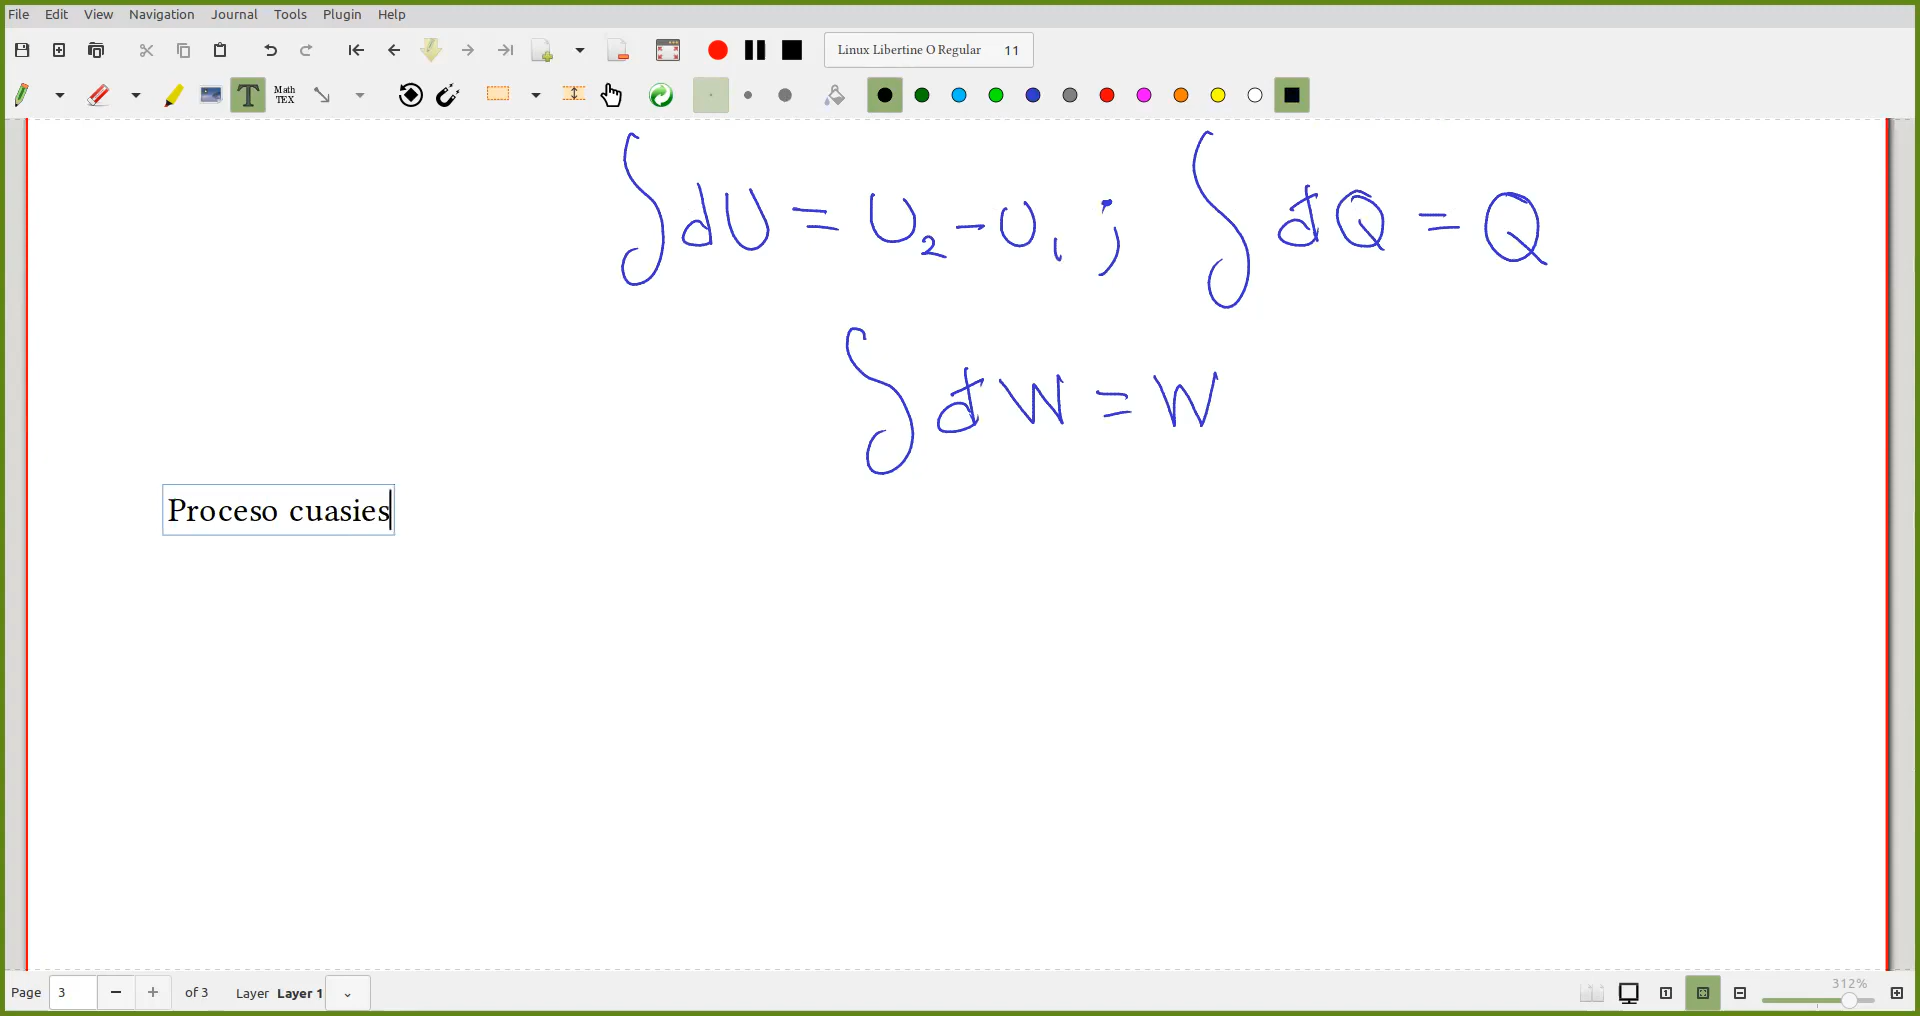 File Edit View Navigation Journal Tools Plugin Help
Linux Libertine O Regular 11
T Math TEX
∫dU = U₂ - U₁ ; ∫đQ = Q
∫đW = W
Proceso cuasies
Page 3 of 3 Layer Layer 1 312%